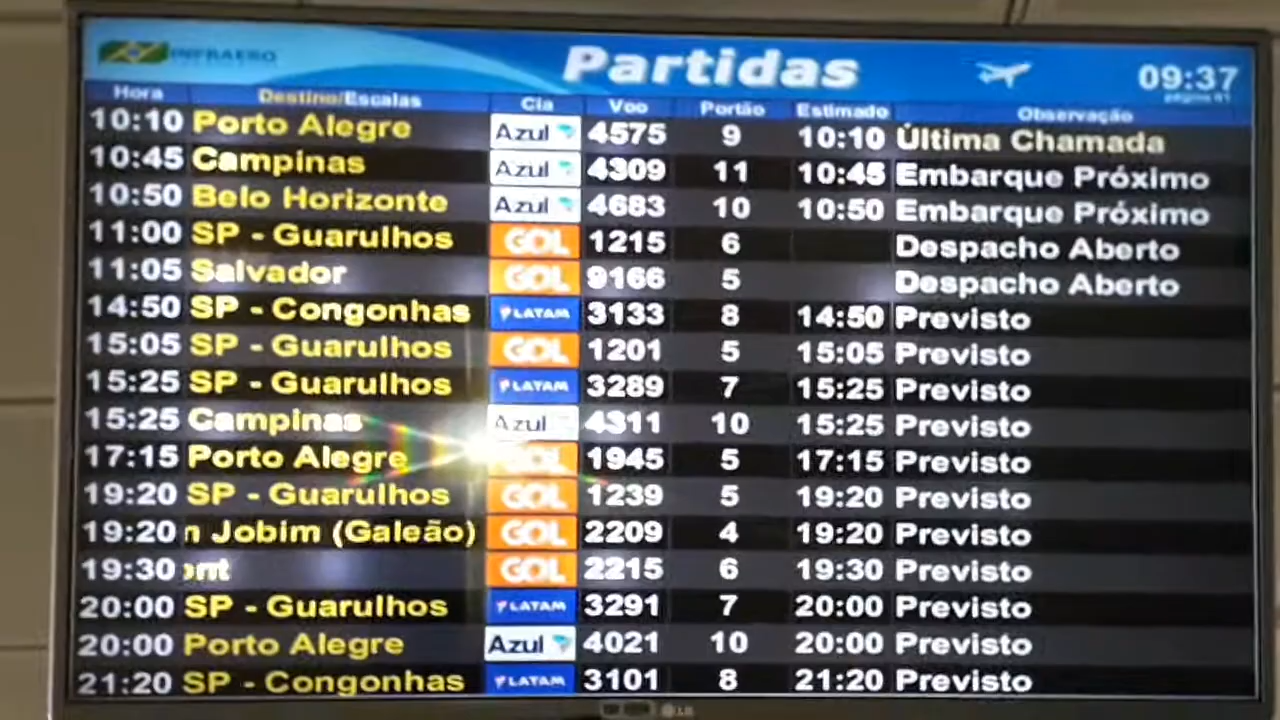 INFRAERO Partidas 09:37
página 01
Hora Destino/Escalas Cia Voo Portão Estimado Observação
10:10 Porto Alegre Azul 4575 9 10:10 Última Chamada
10:45 Campinas Azul 4309 11 10:45 Embarque Próximo
10:50 Belo Horizonte Azul 4683 10 10:50 Embarque Próximo
11:00 SP - Guarulhos GOL 1215 6 Despacho Aberto
11:05 Salvador GOL 9166 5 Despacho Aberto
14:50 SP - Congonhas LATAM 3133 8 14:50 Previsto
15:05 SP - Guarulhos GOL 1201 5 15:05 Previsto
15:25 SP - Guarulhos LATAM 3289 7 15:25 Previsto
15:25 Campinas Azul 4311 10 15:25 Previsto
17:15 Porto Alegre GOL 1945 5 17:15 Previsto
19:20 SP - Guarulhos GOL 1239 5 19:20 Previsto
19:20 n Jobim (Galeão) GOL 2209 4 19:20 Previsto
19:30 ont GOL 2215 6 19:30 Previsto
20:00 SP - Guarulhos LATAM 3291 7 20:00 Previsto
20:00 Porto Alegre Azul 4021 10 20:00 Previsto
21:20 SP - Congonhas LATAM 3101 8 21:20 Previsto
LG